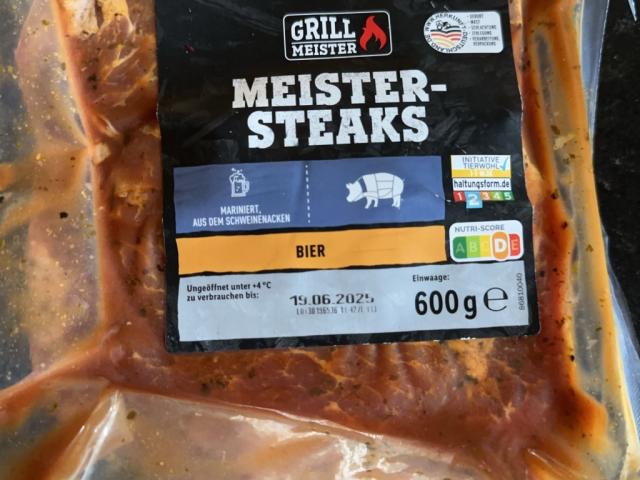 GRILL
MEISTER
MEISTER-
STEAKS
INITIATIVE
TIERWOHL
haltungsform.de
1 2 3 4 5
MARINIERT,
AUS DEM SCHWEINENACKEN
NUTRI-SCORE
A B C D E
BIER
Ungeöffnet unter +4 °C
zu verbrauchen bis:
19.06.2025
Einwaage:
600 g e